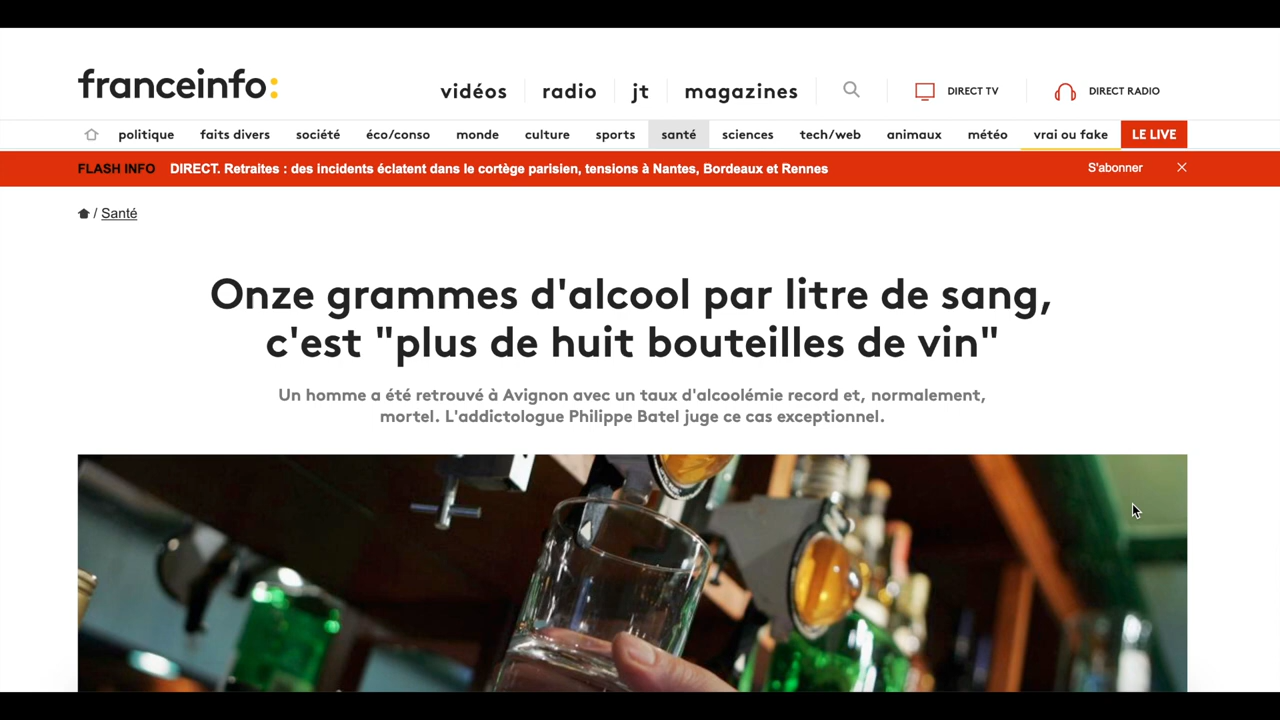 franceinfo:
vidéos radio jt magazines DIRECT TV DIRECT RADIO
politique faits divers société éco/conso monde culture sports santé sciences tech/web animaux météo vrai ou fake LE LIVE
FLASH INFO DIRECT. Retraites : des incidents éclatent dans le cortège parisien, tensions à Nantes, Bordeaux et Rennes S'abonner
/ Santé
Onze grammes d'alcool par litre de sang,
c'est "plus de huit bouteilles de vin"
Un homme a été retrouvé à Avignon avec un taux d'alcoolémie record et, normalement,
mortel. L'addictologue Philippe Batel juge ce cas exceptionnel.